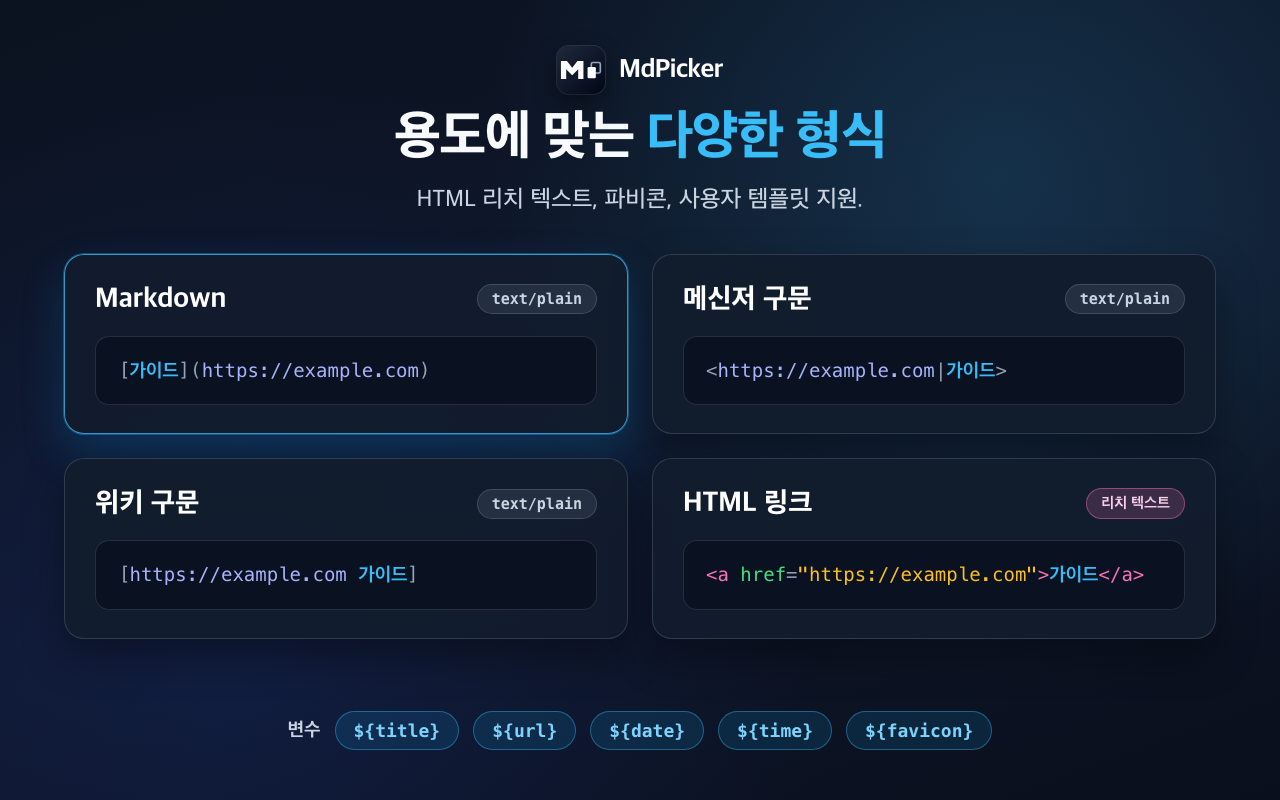 MdPicker
용도에 맞는 다양한 형식
HTML 리치 텍스트, 파비콘, 사용자 템플릿 지원.
Markdown
text/plain
[가이드](https://example.com)
메신저 구문
text/plain
<https://example.com|가이드>
위키 구문
text/plain
[https://example.com 가이드]
HTML 링크
리치 텍스트
<a href="https://example.com">가이드</a>
변수 ${title} ${url} ${date} ${time} ${favicon}